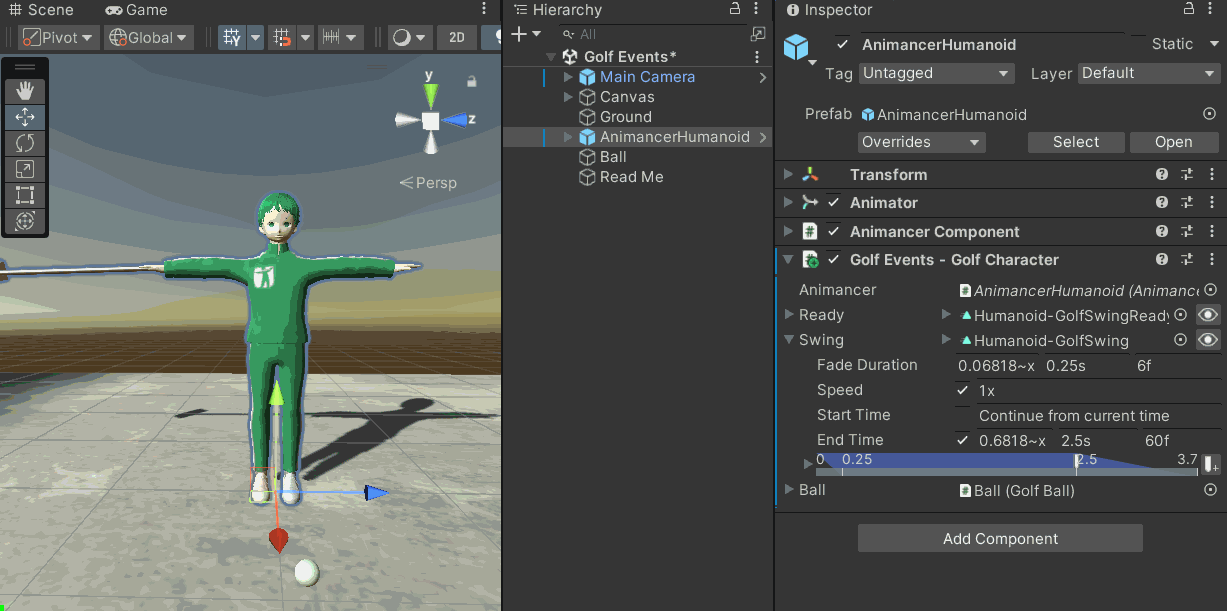 Scene
Game
Pivot
Global
2D
y
z
Persp
Hierarchy
All
Golf Events*
Main Camera
Canvas
Ground
AnimancerHumanoid
Ball
Read Me
Inspector
AnimancerHumanoid
Static
Tag Untagged
Layer Default
Prefab AnimancerHumanoid
Overrides
Select
Open
Transform
Animator
Animancer Component
Golf Events - Golf Character
Animancer AnimancerHumanoid (Animance
Ready Humanoid-GolfSwingReady
Swing Humanoid-GolfSwing
Fade Duration 0.06818~x 0.25s 6f
Speed 1x
Start Time Continue from current time
End Time 0.6818~x 2.5s 60f
0 0.25 2.5 3.7
Ball Ball (Golf Ball)
Add Component